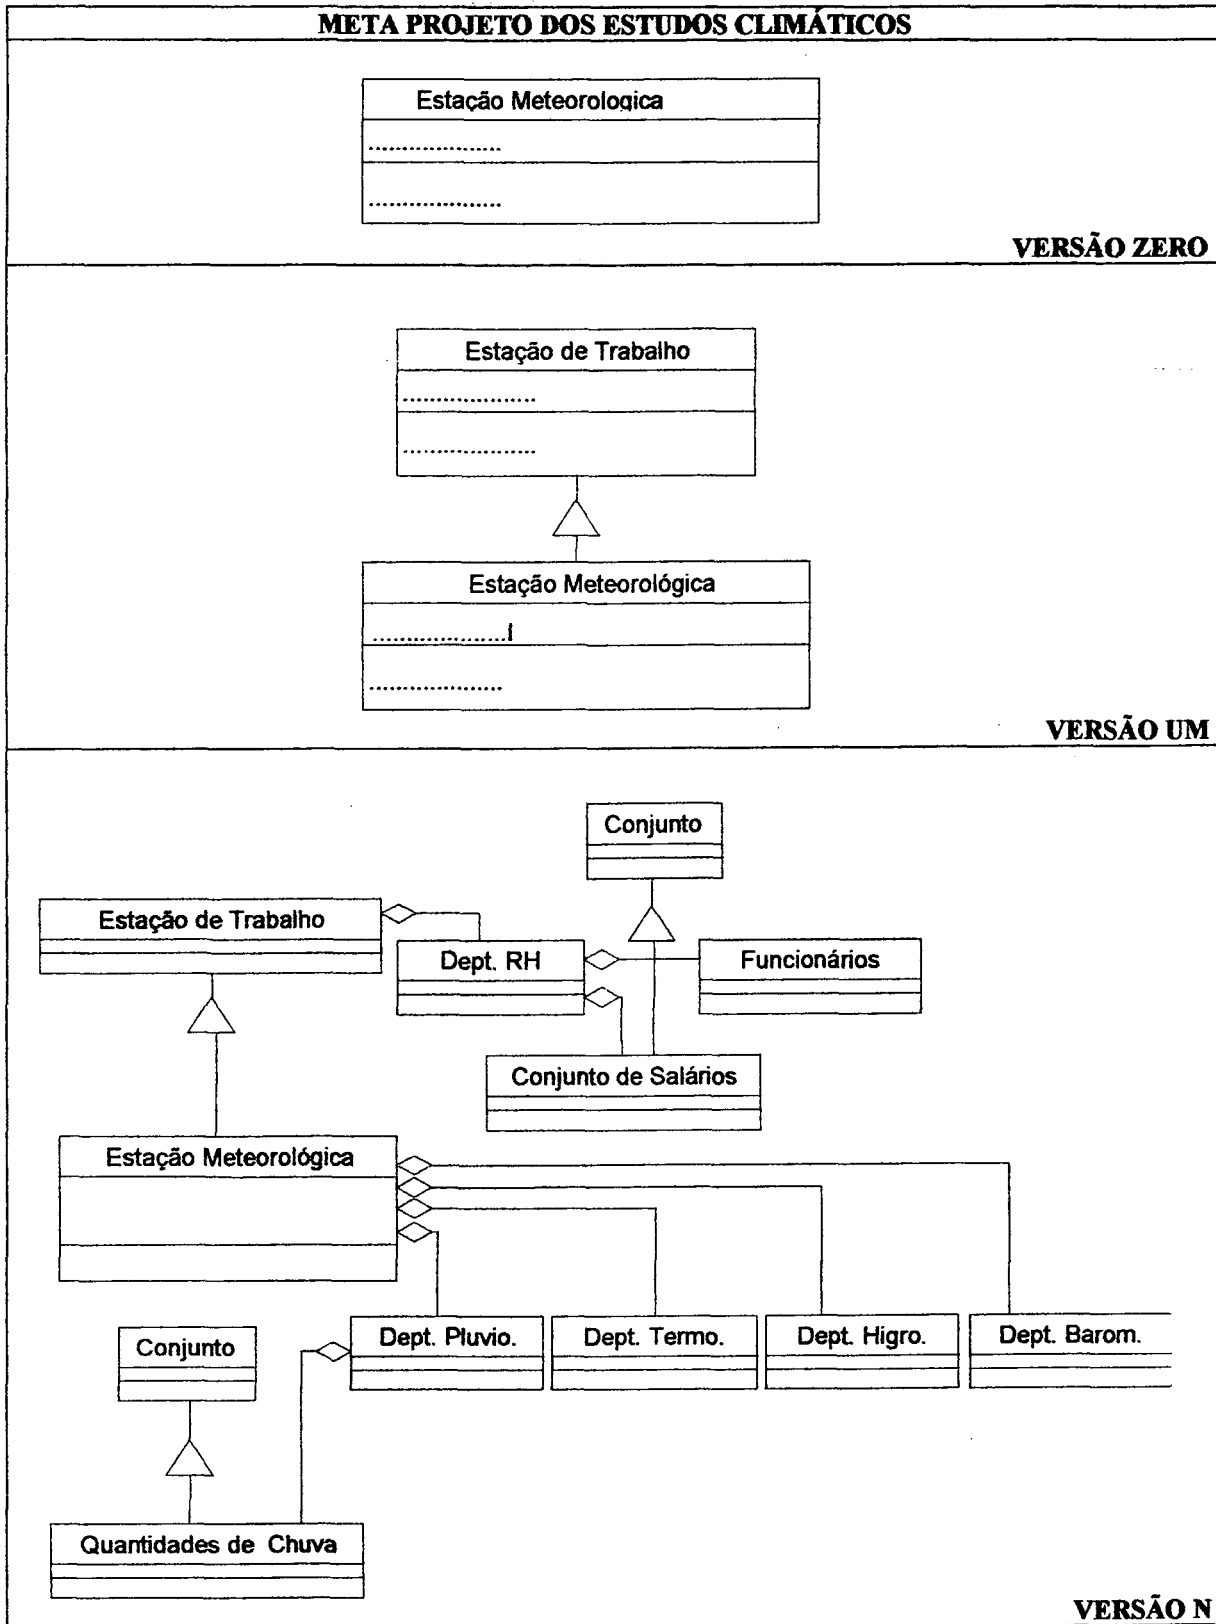 META PROJETO DOS ESTUDOS CLIMÁTICOS
Estação Meteorologica
....................
....................
VERSÃO ZERO
Estação de Trabalho
....................
....................
Estação Meteorológica
....................
....................
VERSÃO UM
Conjunto
Estação de Trabalho
Dept. RH
Funcionários
Conjunto de Salários
Estação Meteorológica
Dept. Pluvio.
Dept. Termo.
Dept. Higro.
Dept. Barom.
Conjunto
Quantidades de Chuva
VERSÃO N